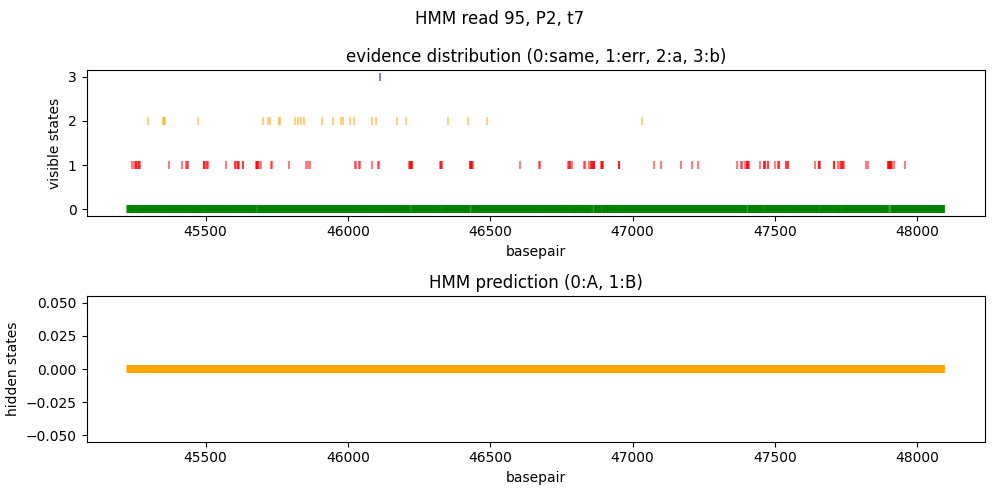 HMM read 95, P2, t7
evidence distribution (0:same, 1:err, 2:a, 3:b)
visible states
3
2
1
0
45500 46000 46500 47000 47500 48000
basepair
HMM prediction (0:A, 1:B)
hidden states
0.050
0.025
0.000
−0.025
−0.050
45500 46000 46500 47000 47500 48000
basepair